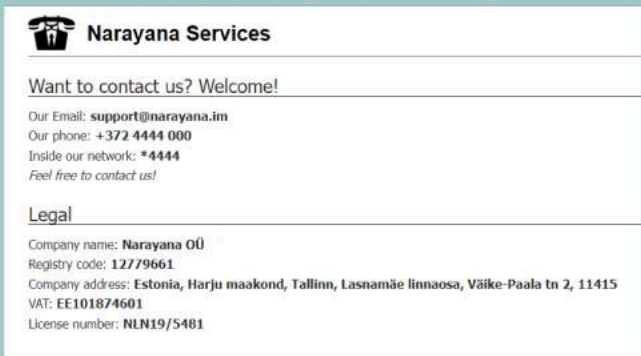 Narayana Services
Want to contact us? Welcome!
Our Email: support@narayana.im
Our phone: +372 4444 000
Inside our network: *4444
Feel free to contact us!
Legal
Company name: Narayana OÜ
Registry code: 12779661
Company address: Estonia, Harju maakond, Tallinn, Lasnamäe linnaosa, Väike-Paala tn 2, 11415
VAT: EE101874601
License number: NLN19/5481